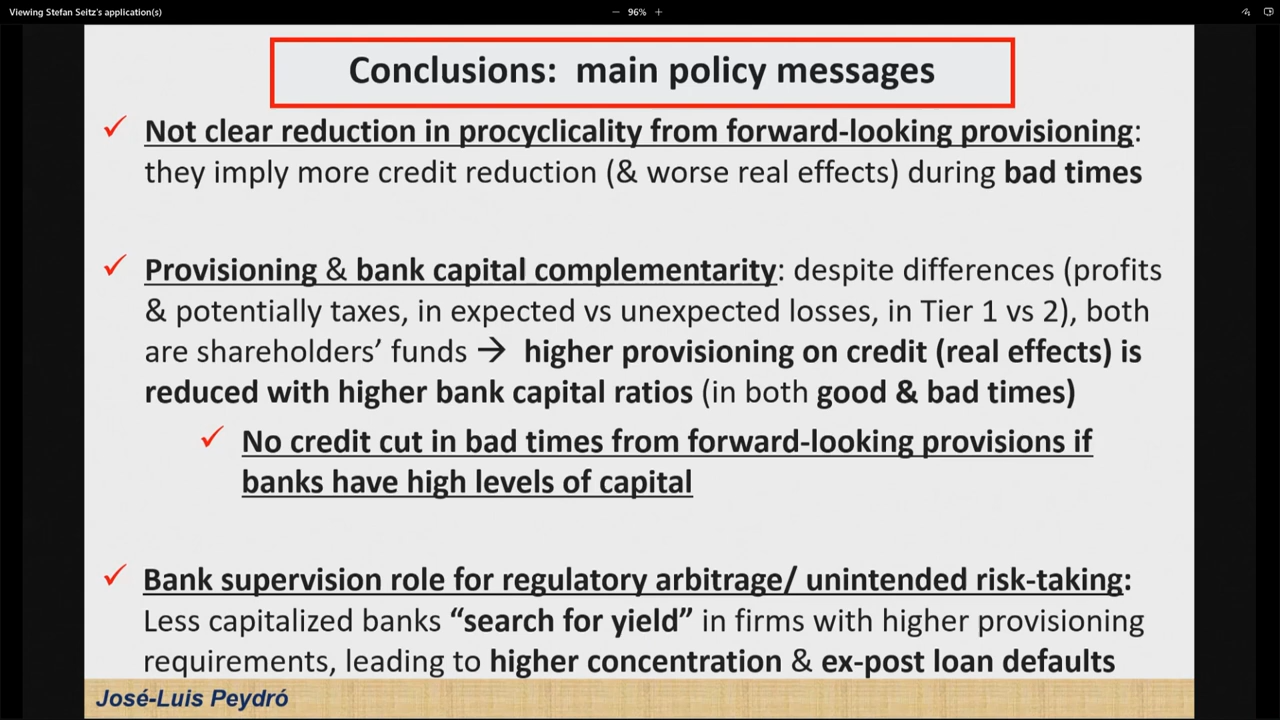 Viewing Stefan Seitz's application(s)
− 96% +
Conclusions: main policy messages
✓ Not clear reduction in procyclicality from forward-looking provisioning:
they imply more credit reduction (& worse real effects) during bad times
✓ Provisioning & bank capital complementarity: despite differences (profits
& potentially taxes, in expected vs unexpected losses, in Tier 1 vs 2), both
are shareholders’ funds → higher provisioning on credit (real effects) is
reduced with higher bank capital ratios (in both good & bad times)
✓ No credit cut in bad times from forward-looking provisions if
banks have high levels of capital
✓ Bank supervision role for regulatory arbitrage/ unintended risk-taking:
Less capitalized banks “search for yield” in firms with higher provisioning
requirements, leading to higher concentration & ex-post loan defaults
José-Luis Peydró